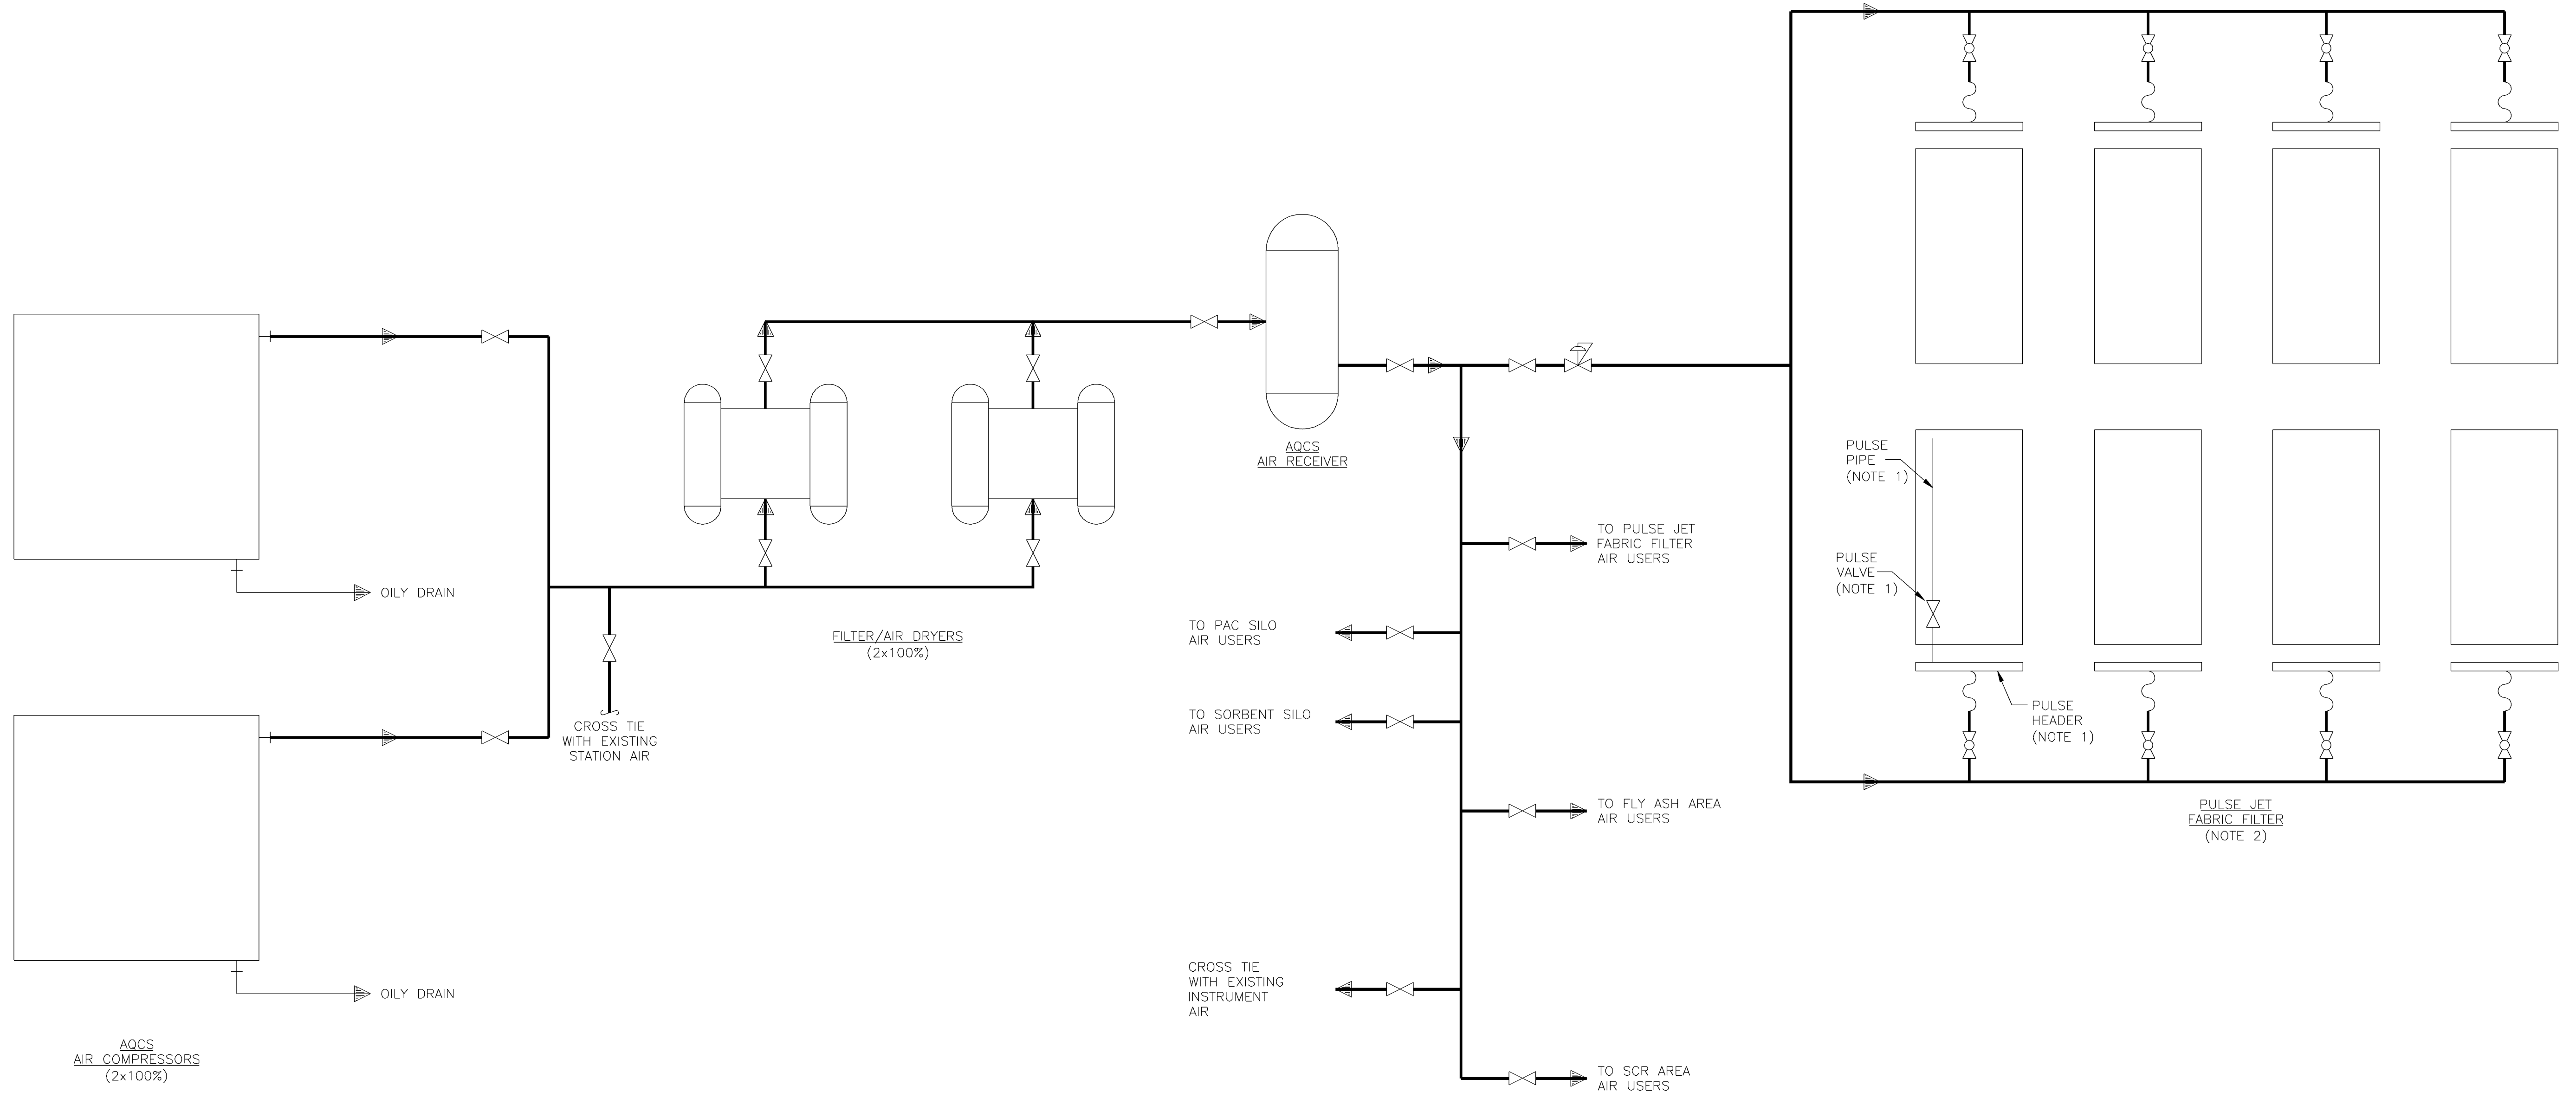 PULSE
PIPE
(NOTE 1)
PULSE
VALVE
(NOTE 1)
PULSE
HEADER
(NOTE 1)
PULSE JET
FABRIC FILTER
(NOTE 2)
AQCS
AIR RECEIVER
TO PULSE JET
FABRIC FILTER
AIR USERS
TO PAC SILO
AIR USERS
TO SORBENT SILO
AIR USERS
TO FLY ASH AREA
AIR USERS
CROSS TIE
WITH EXISTING
INSTRUMENT
AIR
TO SCR AREA
AIR USERS
FILTER/AIR DRYERS
(2x100%)
CROSS TIE
WITH EXISTING
STATION AIR
OILY DRAIN
OILY DRAIN
AQCS
AIR COMPRESSORS
(2x100%)